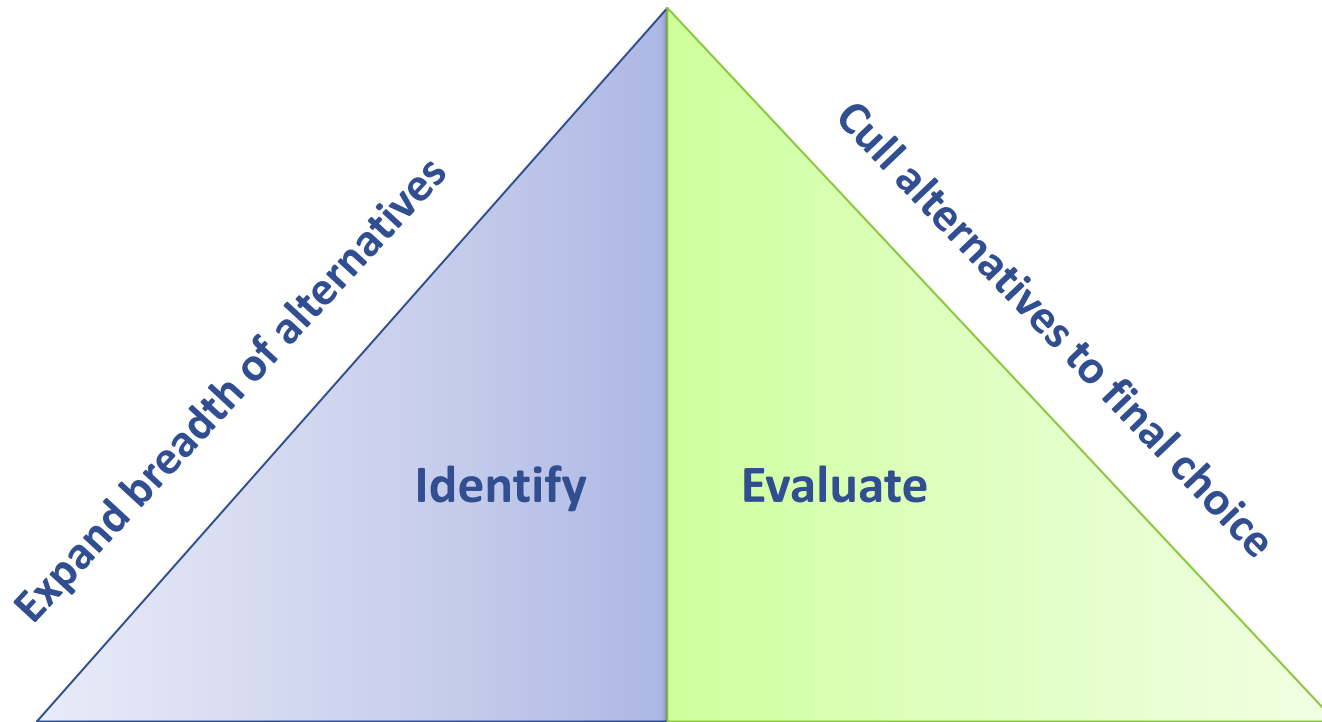 Expand breadth of alternatives
Cull alternatives to final choice
Identify
Evaluate